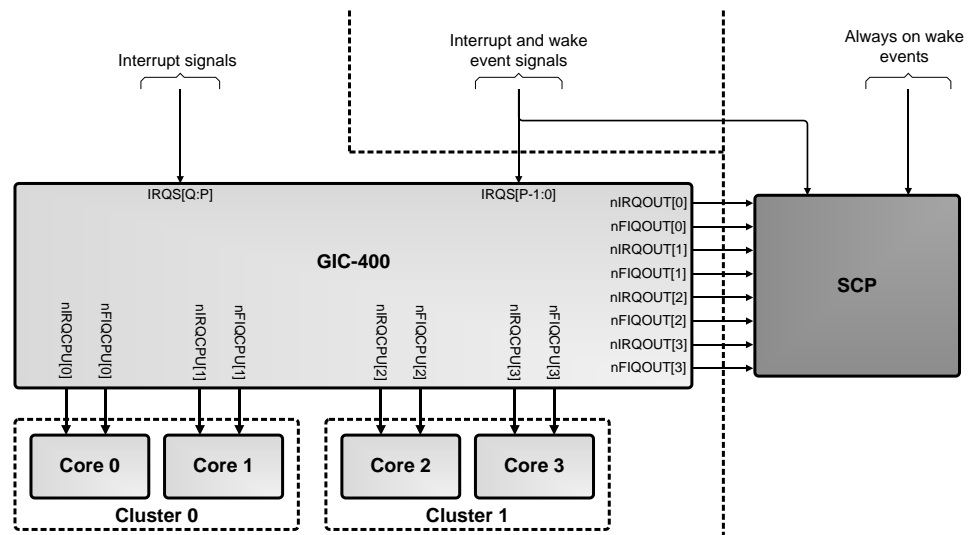 Interrupt signals
Interrupt and wake
event signals
Always on wake
events
IRQS[Q:P]
IRQS[P-1:0]
nIRQOUT[0]
nFIQOUT[0]
nIRQOUT[1]
nFIQOUT[1]
nIRQOUT[2]
nFIQOUT[2]
nIRQOUT[3]
nFIQOUT[3]
GIC-400
SCP
nIRQCPU[0]
nFIQCPU[0]
nIRQCPU[1]
nFIQCPU[1]
nIRQCPU[2]
nFIQCPU[2]
nIRQCPU[3]
nFIQCPU[3]
Core 0
Core 1
Core 2
Core 3
Cluster 0
Cluster 1